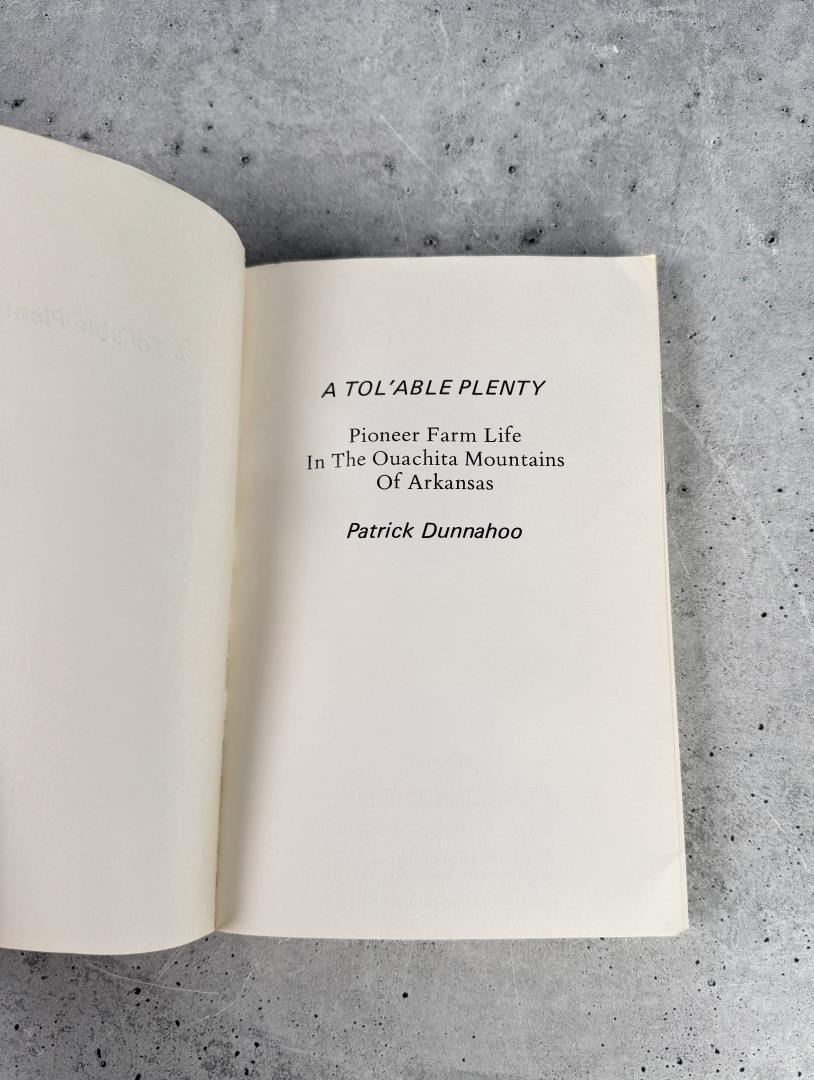 A TOL'ABLE PLENTY
Pioneer Farm Life
In The Ouachita Mountains
Of Arkansas
Patrick Dunnahoo